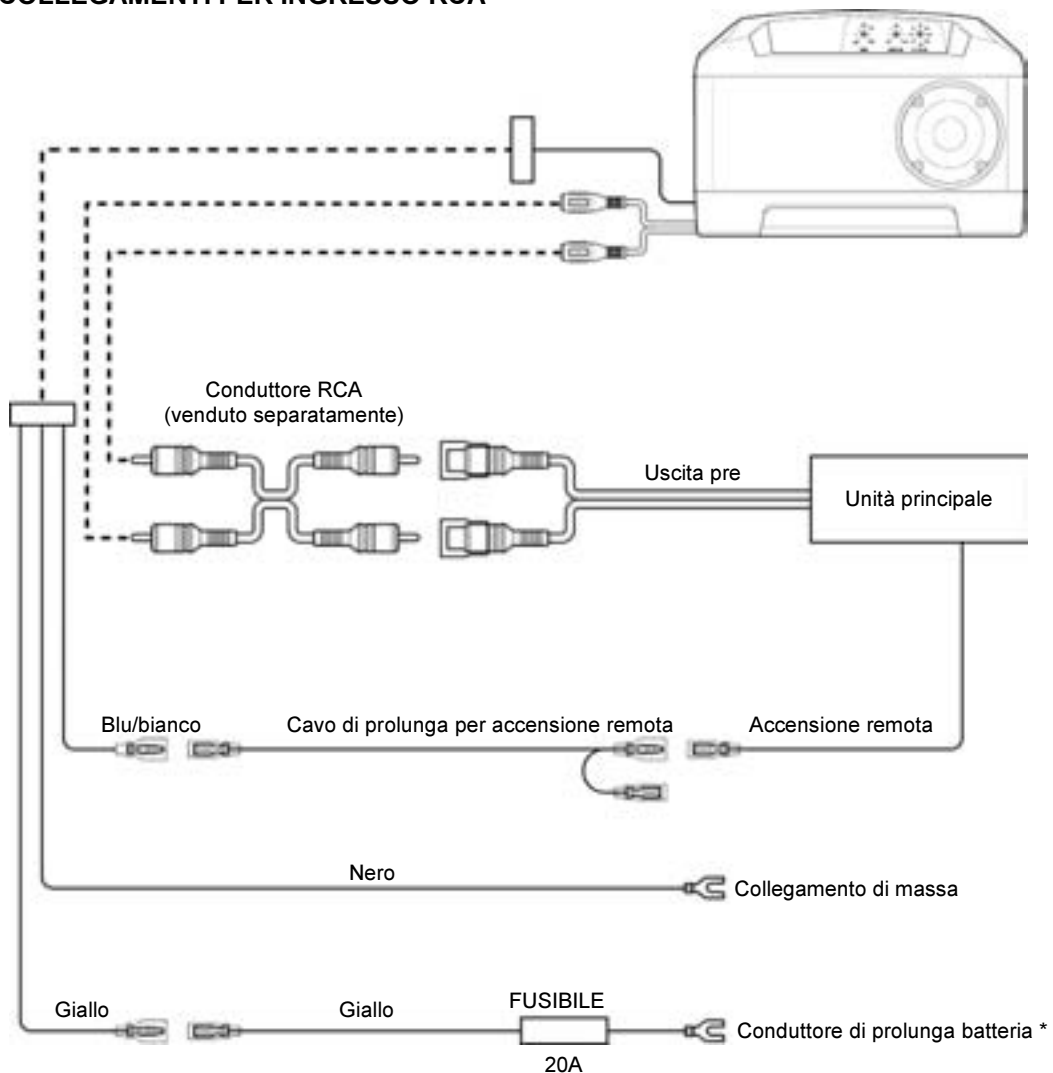 COLLEGAMENTI PER INGRESSO RCA
Conduttore RCA
(venduto separatamente)
Uscita pre
Unità principale
Blu/bianco
Cavo di prolunga per accensione remota
Accensione remota
Nero
Collegamento di massa
Giallo
Giallo
FUSIBILE
Conduttore di prolunga batteria *
20A